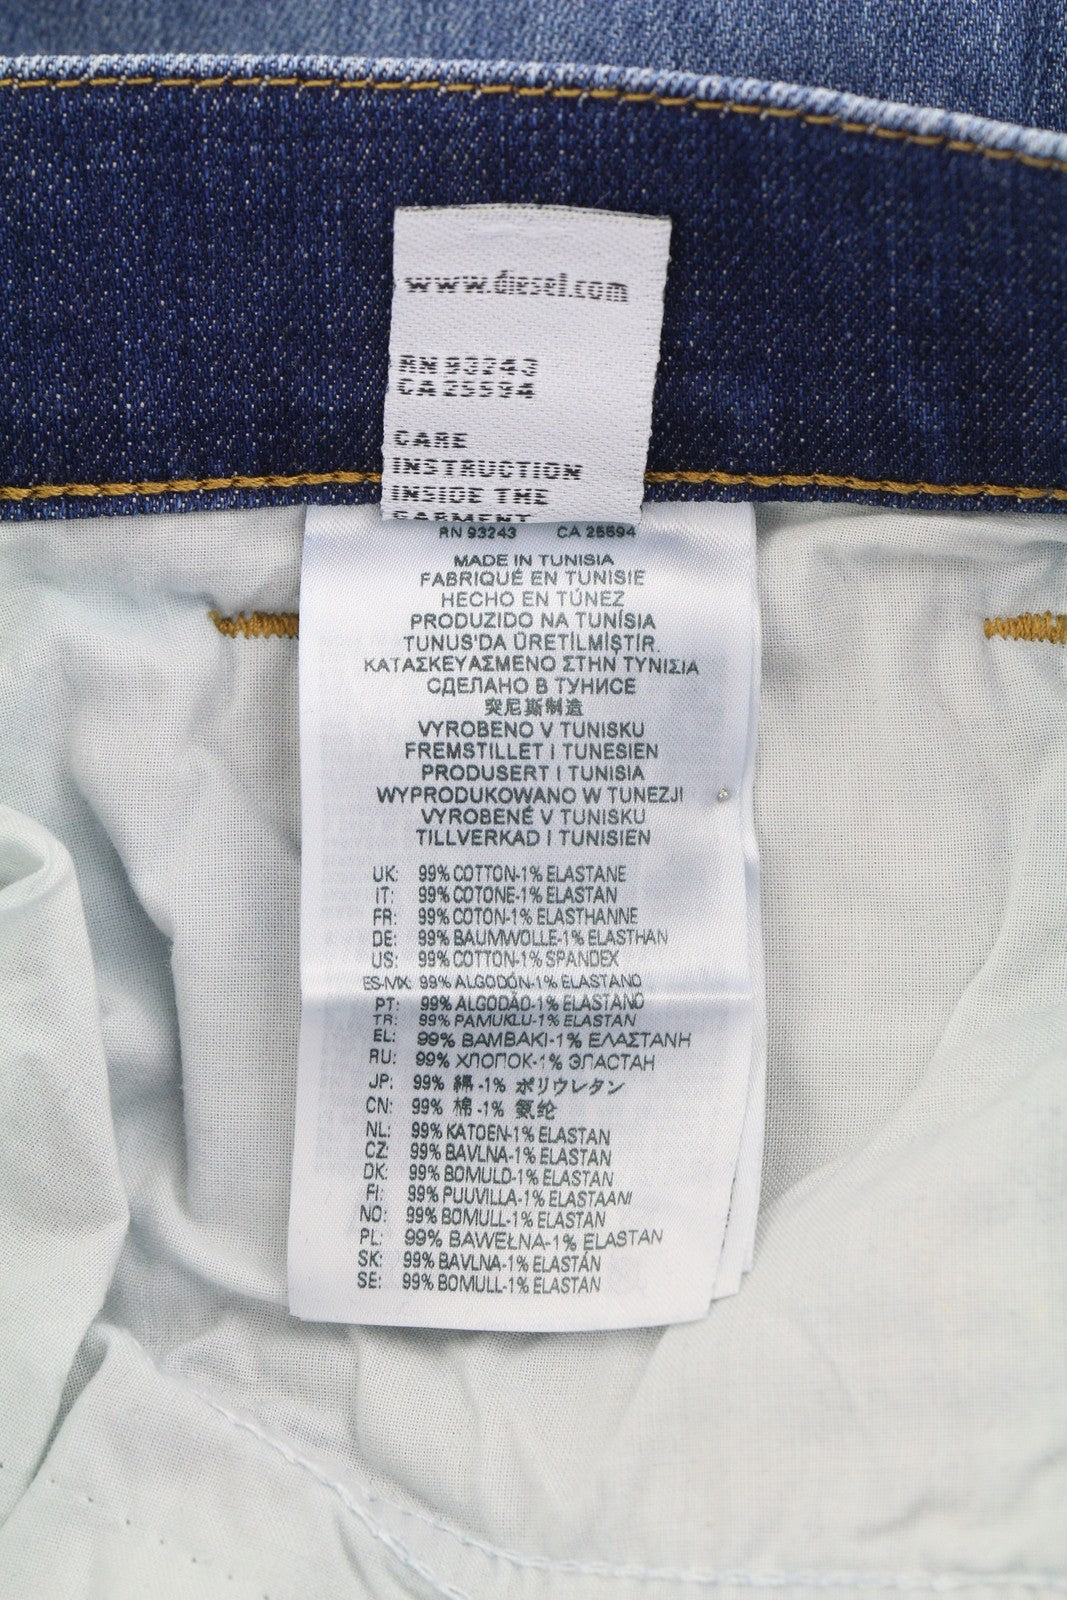 www.diesel.com
RN 93243
CA 25594
CARE
INSTRUCTION
INSIDE THE
GARMENT
RN 93243 CA 25594
MADE IN TUNISIA
FABRIQUÉ EN TUNISIE
HECHO EN TÚNEZ
PRODUZIDO NA TUNÍSIA
TUNUS'DA ÜRETİLMİŞTİR.
ΚΑΤΑΣΚΕΥΑΣΜΕΝΟ ΣΤΗΝ ΤΥΝΙΣΙΑ
СДЕЛАНО В ТУНИСЕ
突尼斯制造
VYROBENO V TUNISKU
FREMSTILLET I TUNESIEN
PRODUSERT I TUNISIA
WYPRODUKOWANO W TUNEZJI
VYROBENÉ V TUNISKU
TILLVERKAD I TUNISIEN
UK: 99% COTTON-1% ELASTANE
IT: 99% COTONE-1% ELASTAN
FR: 99% COTON-1% ELASTHANNE
DE: 99% BAUMWOLLE-1% ELASTHAN
US: 99% COTTON-1% SPANDEX
ES-MX: 99% ALGODÓN-1% ELASTANO
PT: 99% ALGODÃO-1% ELASTANO
TR: 99% PAMUKLU-1% ELASTAN
EL: 99% ΒΑΜΒΑΚΙ-1% ΕΛΑΣΤΑΝΗ
RU: 99% ХЛОПОК-1% ЭЛАСТАН
JP: 99% 綿 -1% ポリウレタン
CN: 99% 棉 -1% 氨纶
NL: 99% KATOEN-1% ELASTAN
CZ: 99% BAVLNA-1% ELASTAN
DK: 99% BOMULD-1% ELASTAN
FI: 99% PUUVILLA-1% ELASTAANI
NO: 99% BOMULL-1% ELASTAN
PL: 99% BAWEŁNA-1% ELASTAN
SK: 99% BAVLNA-1% ELASTÁN
SE: 99% BOMULL-1% ELASTAN